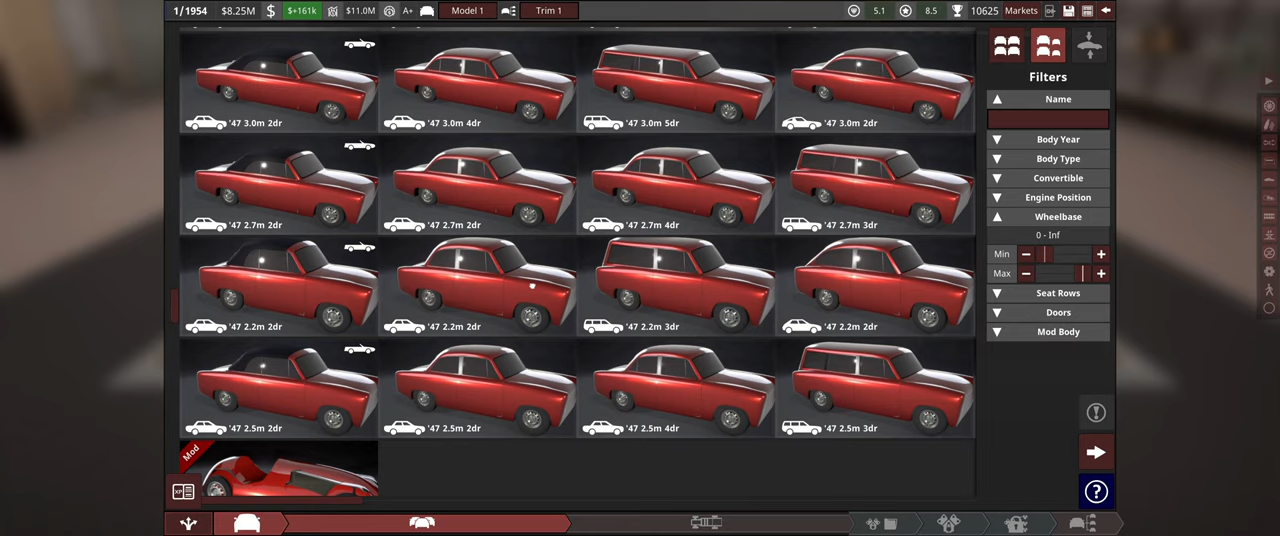 1/1954 $8.25M $+161k $11.0M A+ Model 1 Trim 1 5.1 8.5 10625 Markets
'47 3.0m 2dr '47 3.0m 4dr '47 3.0m 5dr '47 3.0m 2dr
'47 2.7m 2dr '47 2.7m 2dr '47 2.7m 4dr '47 2.7m 3dr
'47 2.2m 2dr '47 2.2m 2dr '47 2.2m 3dr '47 2.2m 2dr
'47 2.5m 2dr '47 2.5m 2dr '47 2.5m 2dr '47 2.5m 3dr
Mod
XP
Filters
Name
Body Year
Body Type
Convertible
Engine Position
Wheelbase
0 - Inf
Min
Max
Seat Rows
Doors
Mod Body
?